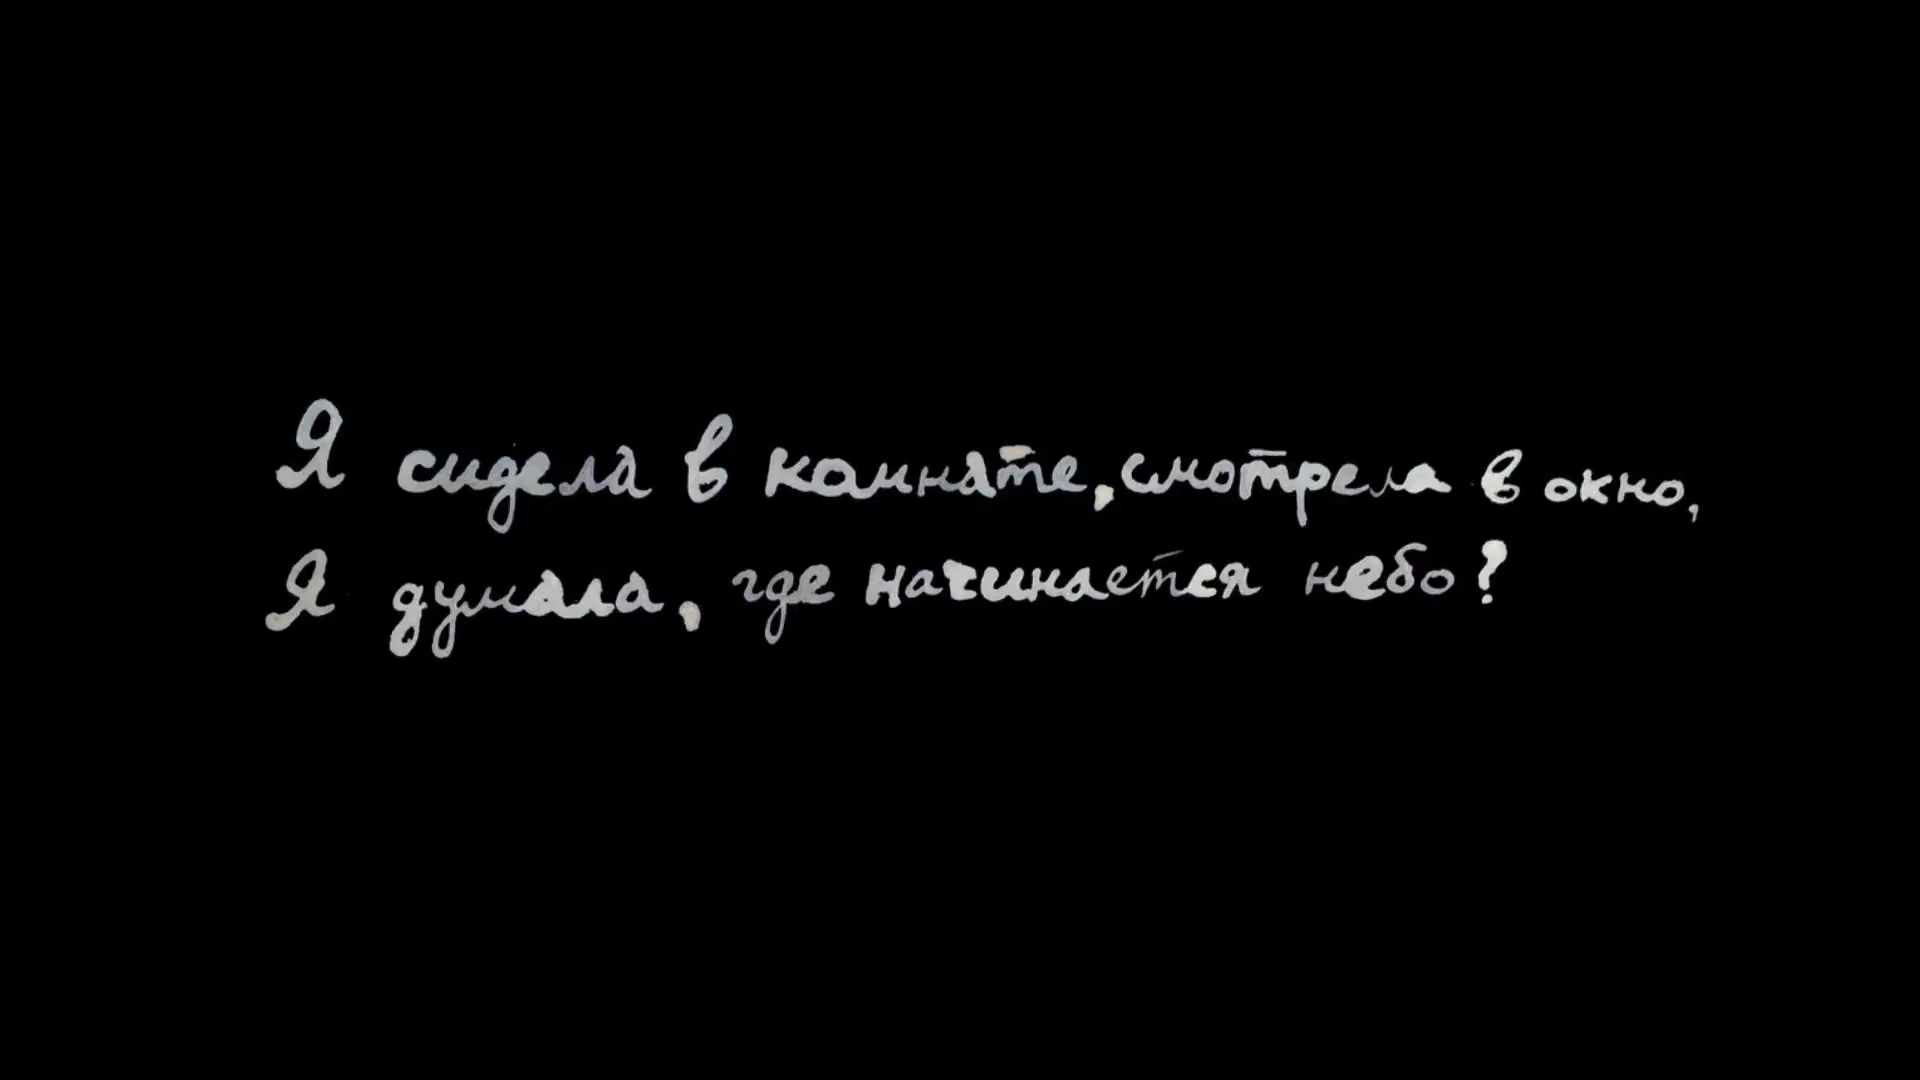 Я сидела в комнате, смотрела в окно,
Я думала, где начинается небо?